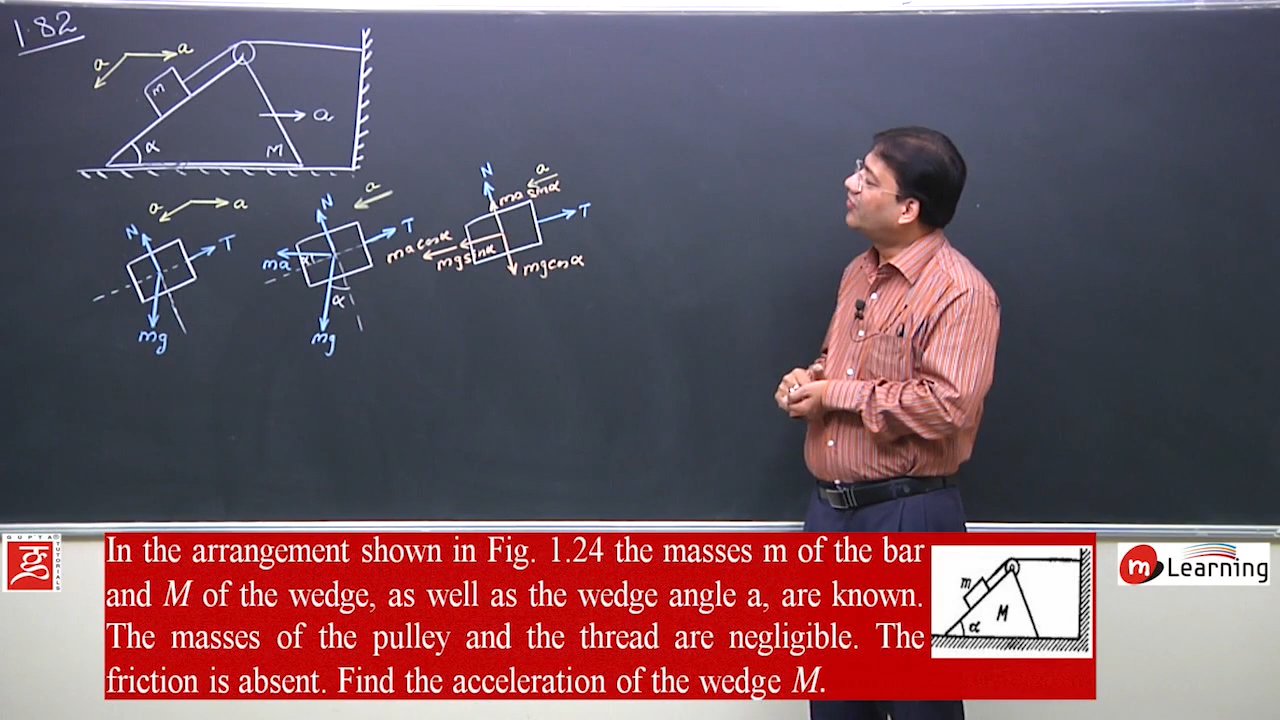 1.82
a
a
M
a
α
M
a
a
N
T
mg
a
N
T
ma
α
α
mg
a
N
ma sinα
T
ma cosα
mg sinα
mg cosα
GUPTA
TUTORIALS
In the arrangement shown in Fig. 1.24 the masses m of the bar
and M of the wedge, as well as the wedge angle a, are known.
The masses of the pulley and the thread are negligible. The
friction is absent. Find the acceleration of the wedge M.
m
M
α
m Learning